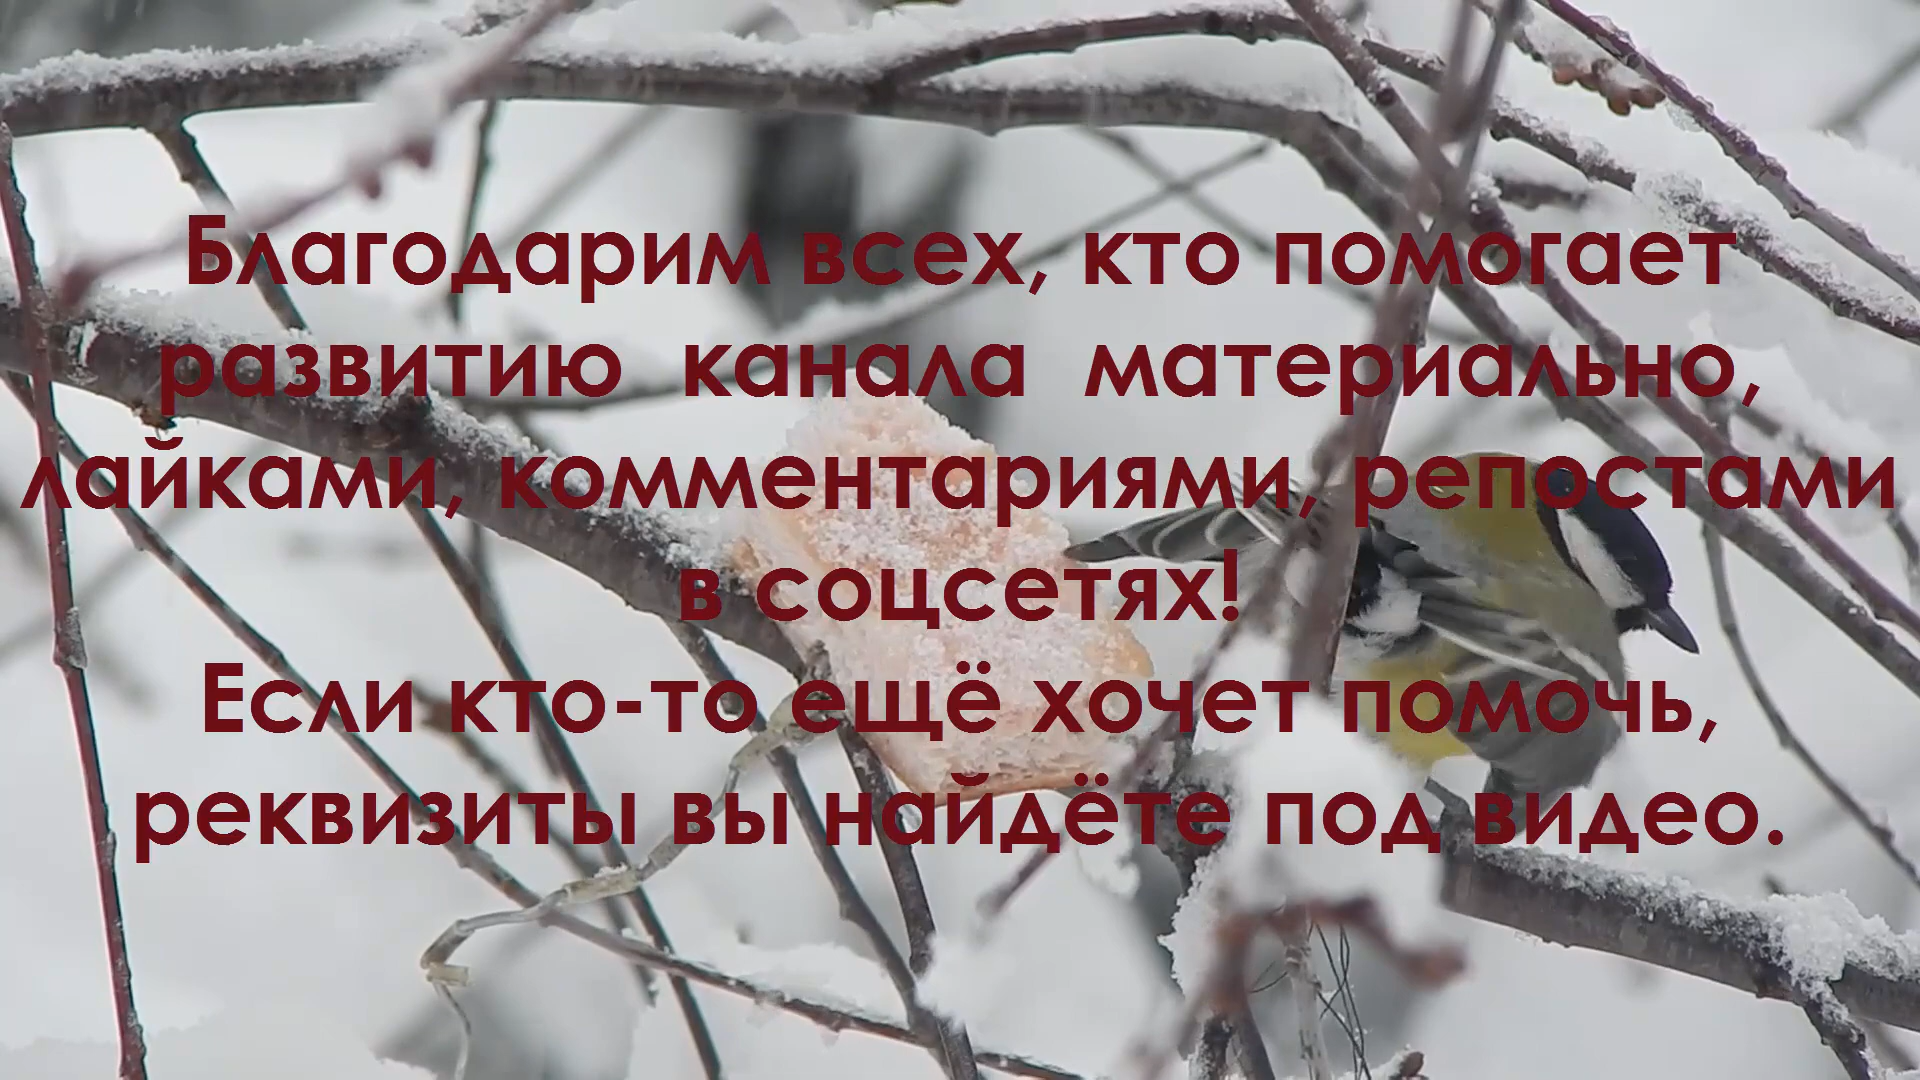 Благодарим всех, кто помогает
развитию канала материально,
лайками, комментариями, репостами
в соцсетях!
Если кто-то ещё хочет помочь,
реквизиты вы найдёте под видео.